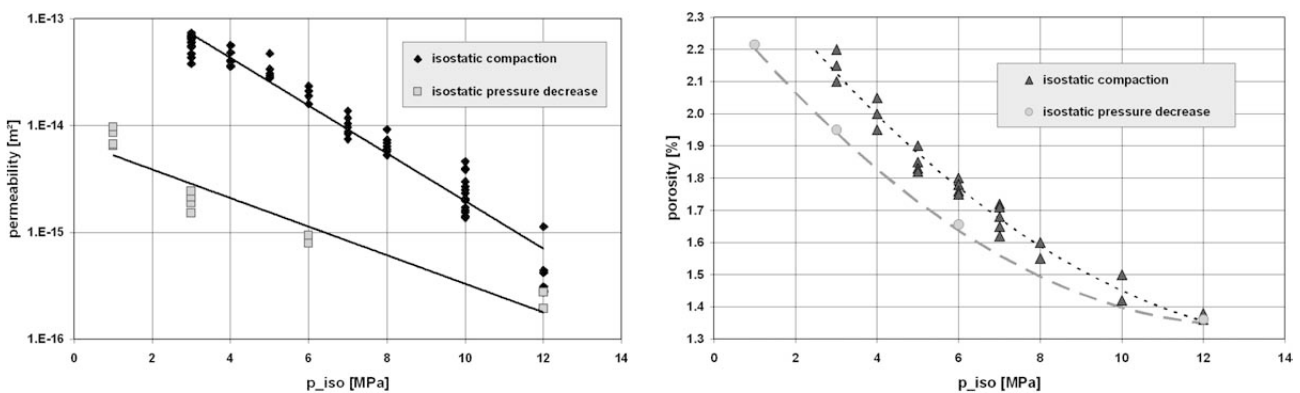 1.E-13
1.E-14
1.E-15
1.E-16
permeability [m²]
isostatic compaction
isostatic pressure decrease
0 2 4 6 8 10 12 14
p_iso [MPa]
2.3
2.2
2.1
2.0
1.9
1.8
1.7
1.6
1.5
1.4
1.3
porosity [%]
isostatic compaction
isostatic pressure decrease
0 2 4 6 8 10 12 14
p_iso [MPa]